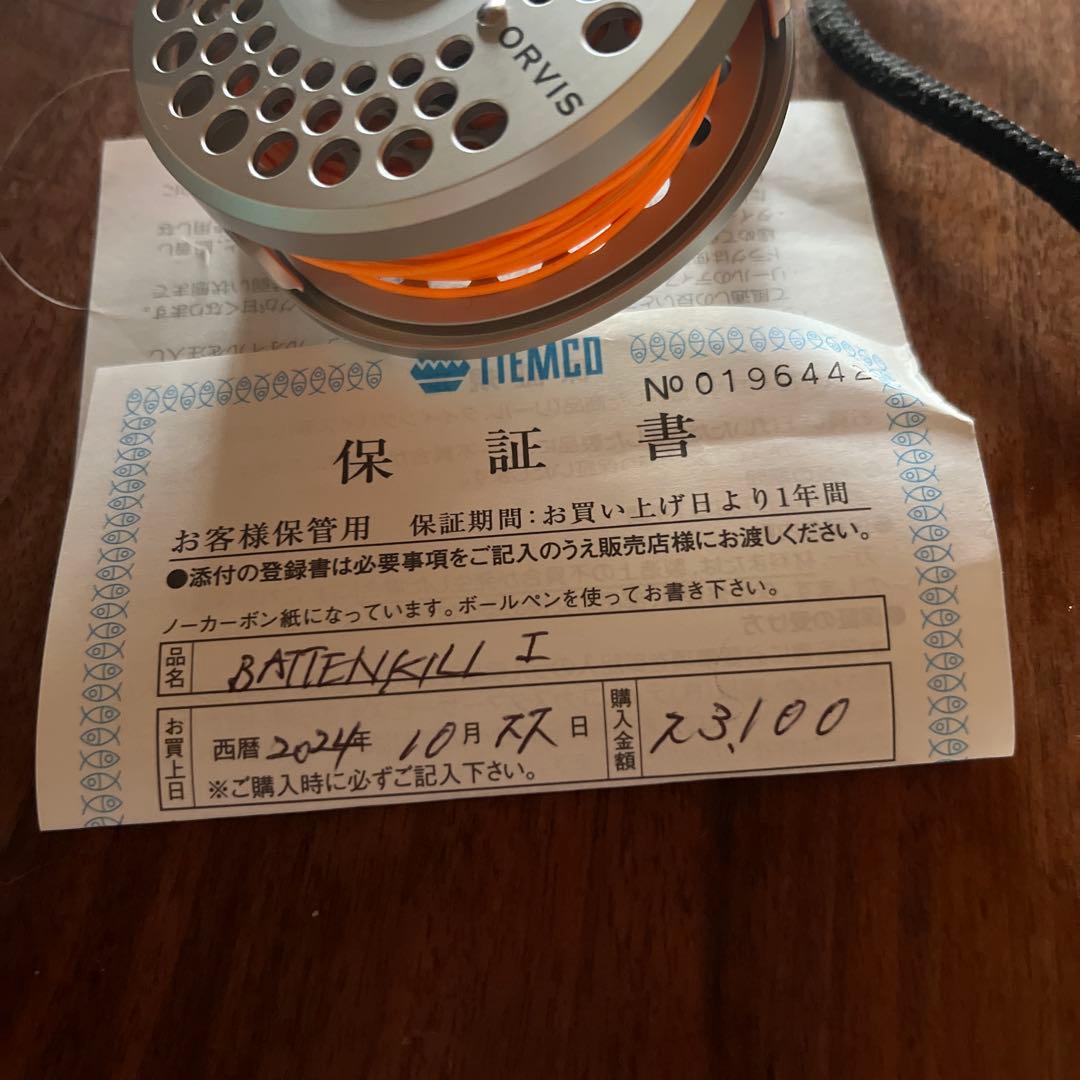 ORVIS
TIEMCO
№ 0196442
保証書
お客様保管用 保証期間:お買い上げ日より1年間
●添付の登録書は必要事項をご記入のうえ販売店様にお渡しください。
ノーカーボン紙になっています。ボールペンを使ってお書き下さい。
品名 BATTENKILL I
お買上日 西暦 2024年 10月 22日 購入金額 23,100
※ご購入時に必ずご記入下さい。